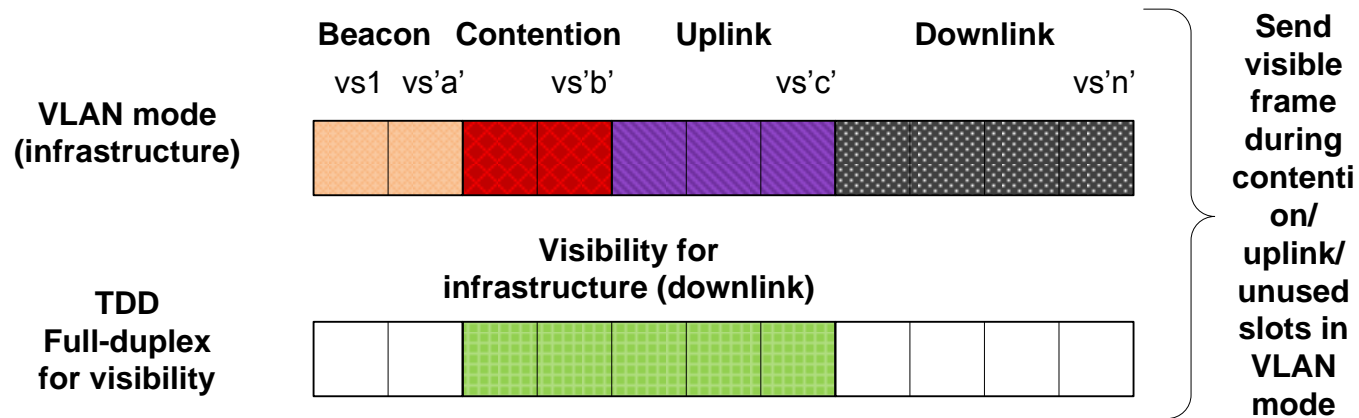 Beacon Contention Uplink Downlink
vs1 vs'a' vs'b' vs'c' vs'n'
VLAN mode
(infrastructure)
Visibility for
infrastructure (downlink)
TDD
Full-duplex
for visibility
Send
visible
frame
during
contenti
on/
uplink/
unused
slots in
VLAN
mode